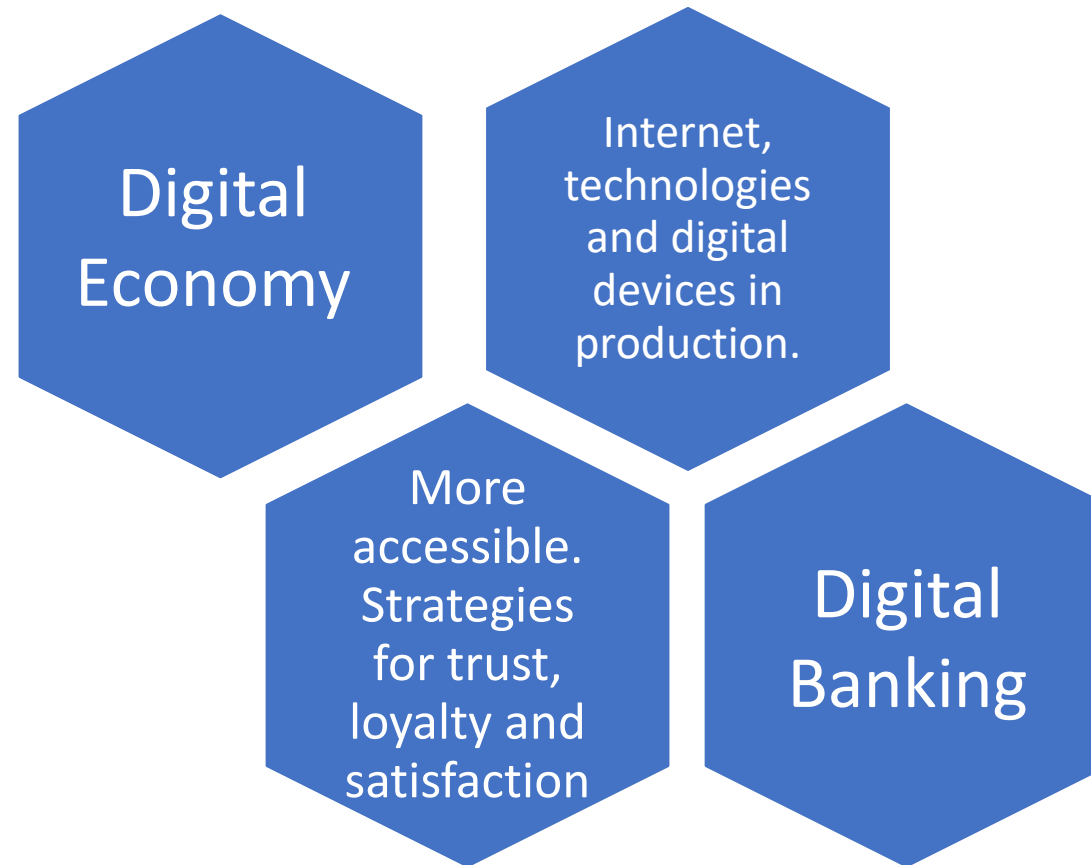 Digital
Economy
Internet,
technologies
and digital
devices in
production.
More
accessible.
Strategies
for trust,
loyalty and
satisfaction
Digital
Banking